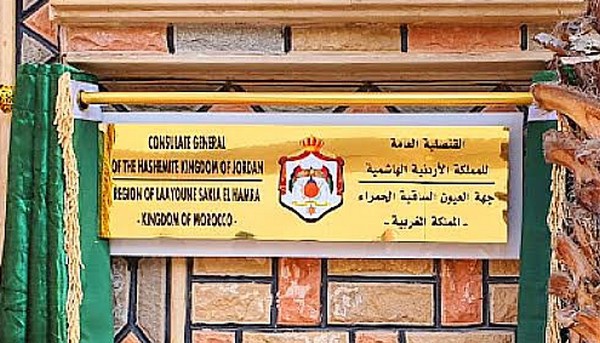 CONSULATE GENERAL
OF THE HASHEMITE KINGDOM OF JORDAN
REGION OF LAAYOUNE SAKIA EL HAMRA
- KINGDOM OF MOROCCO -
القنصلية العامة
للمملكة الأردنية الهاشمية
جهة العيون الساقية الحمراء
- المملكة المغربية -